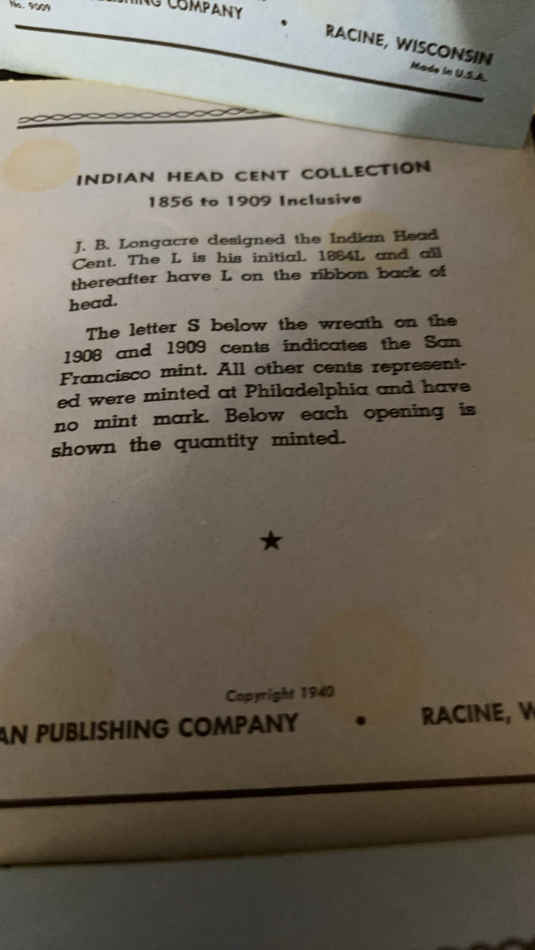 No. 9009
COMPANY • RACINE, WISCONSIN
Made in U.S.A.
INDIAN HEAD CENT COLLECTION
1856 to 1909 Inclusive
J. B. Longacre designed the Indian Head
Cent. The L is his initial. 1864L and all
thereafter have L on the ribbon back of
head.
The letter S below the wreath on the
1908 and 1909 cents indicates the San
Francisco mint. All other cents represent-
ed were minted at Philadelphia and have
no mint mark. Below each opening is
shown the quantity minted.
Copyright 1940
AN PUBLISHING COMPANY • RACINE, W